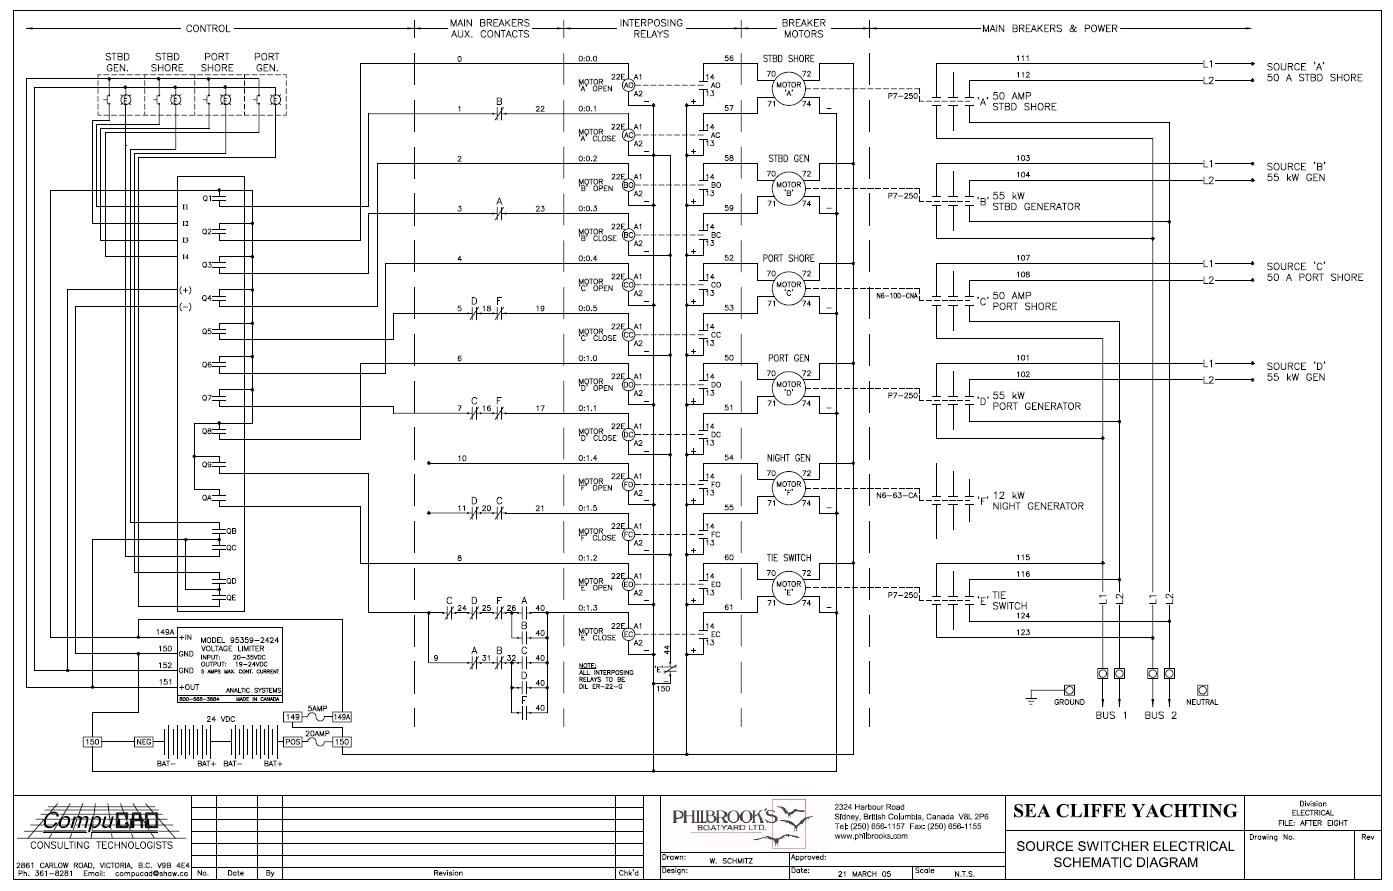 CONTROL
MAIN BREAKERS
AUX. CONTACTS
INTERPOSING
RELAYS
BREAKER
MOTORS
MAIN BREAKERS & POWER
STBD
GEN.
STBD
SHORE
PORT
SHORE
PORT
GEN.
E E E E
I1
I2
I3
I4
(+)
(-)
Q1
Q2
Q3
Q4
Q5
Q6
Q7
Q8
Q9
QA
QB
QC
QD
QE
149A
150
152
151
+IN
GND
GND
+OUT
MODEL 95359-2424
VOLTAGE LIMITER
INPUT: 20-35VDC
OUTPUT: 19-24VDC
5 AMPS MAX. CONT. CURRENT
ANALTIC SYSTEMS
800-668-3884 MADE IN CANADA
24 VDC
149 5AMP 149A
150 NEG POS 20AMP 150
BAT- BAT+ BAT- BAT+
0 0:0.0
1 B 22 0:0.1
2 0:0.2
3 A 23 0:0.3
4 0:0.4
5 D 18 F 19 0:0.5
6 0:1.0
7 C 16 F 17 0:1.1
10 0:1.4
11 D 20 C 21 0:1.5
8 0:1.2
C 24 D 25 F 26 A 40 0:1.3
B 40
9 A 31 B 32 C 40
D 40
F 40
MOTOR 'A' OPEN 22E A1 AO A2 - 14 AO 13 + 56
MOTOR 'A' CLOSE 22E A1 AC A2 - 14 AC 13 + 57
MOTOR 'B' OPEN 22E A1 BO A2 - 14 BO 13 + 58
MOTOR 'B' CLOSE 22E A1 BC A2 - 14 BC 13 + 59
MOTOR 'C' OPEN 22E A1 CO A2 - 14 CO 13 + 52
MOTOR 'C' CLOSE 22E A1 CC A2 - 14 CC 13 + 53
MOTOR 'D' OPEN 22E A1 DO A2 - 14 DO 13 + 50
MOTOR 'D' CLOSE 22E A1 DC A2 - 14 DC 13 + 51
MOTOR 'F' OPEN 22E A1 FO A2 - 14 FO 13 + 54
MOTOR 'F' CLOSE 22E A1 FC A2 - 14 FC 13 + 55
MOTOR 'E' OPEN 22E A1 EO A2 - 14 EO 13 + 60
MOTOR 'E' CLOSE 22E A1 EC A2 - 14 EC 13 + 61
NOTE:
ALL INTERPOSING
RELAYS TO BE
DIL ER-22-G
44
'E'
150
STBD SHORE
70 72 MOTOR 'A' 71 74 -
STBD GEN
70 72 MOTOR 'B' 71 74 -
PORT SHORE
70 72 MOTOR 'C' 71 74 -
PORT GEN
70 72 MOTOR 'D' 71 74 -
NIGHT GEN
70 72 MOTOR 'F' 71 74 -
TIE SWITCH
70 72 MOTOR 'E' 71 74 -
111 L1 SOURCE 'A'
112 L2 50 A STBD SHORE
P7-250 'A' 50 AMP
STBD SHORE
103 L1 SOURCE 'B'
104 L2 55 kW GEN
P7-250 'B' 55 kW
STBD GENERATOR
107 L1 SOURCE 'C'
108 L2 50 A PORT SHORE
N6-100-CNA 'C' 50 AMP
PORT SHORE
101 L1 SOURCE 'D'
102 L2 55 kW GEN
P7-250 'D' 55 kW
PORT GENERATOR
N6-63-CA 'F' 12 kW
NIGHT GENERATOR
115
116
P7-250 'E' TIE
SWITCH
124
123
L1 L2 L1 L2
GROUND
BUS 1 BUS 2
NEUTRAL
CompuCAD
CONSULTING TECHNOLOGISTS
2861 CARLOW ROAD, VICTORIA, B.C. V9B 4E4
Ph. 361-8281 Email: compucad@shaw.ca
No. Date By Revision Chk'd
PHILBROOK'S
BOATYARD LTD.
2324 Harbour Road
Sidney, British Columbia, Canada V8L 2P6
Tel: (250) 656-1157 Fax: (250) 656-1155
www.philbrooks.com
Drawn: W. SCHMITZ
Approved:
Design:
Date: 21 MARCH 05
Scale N.T.S.
SEA CLIFFE YACHTING
SOURCE SWITCHER ELECTRICAL
SCHEMATIC DIAGRAM
Division
ELECTRICAL
FILE: AFTER EIGHT
Drawing No.
Rev